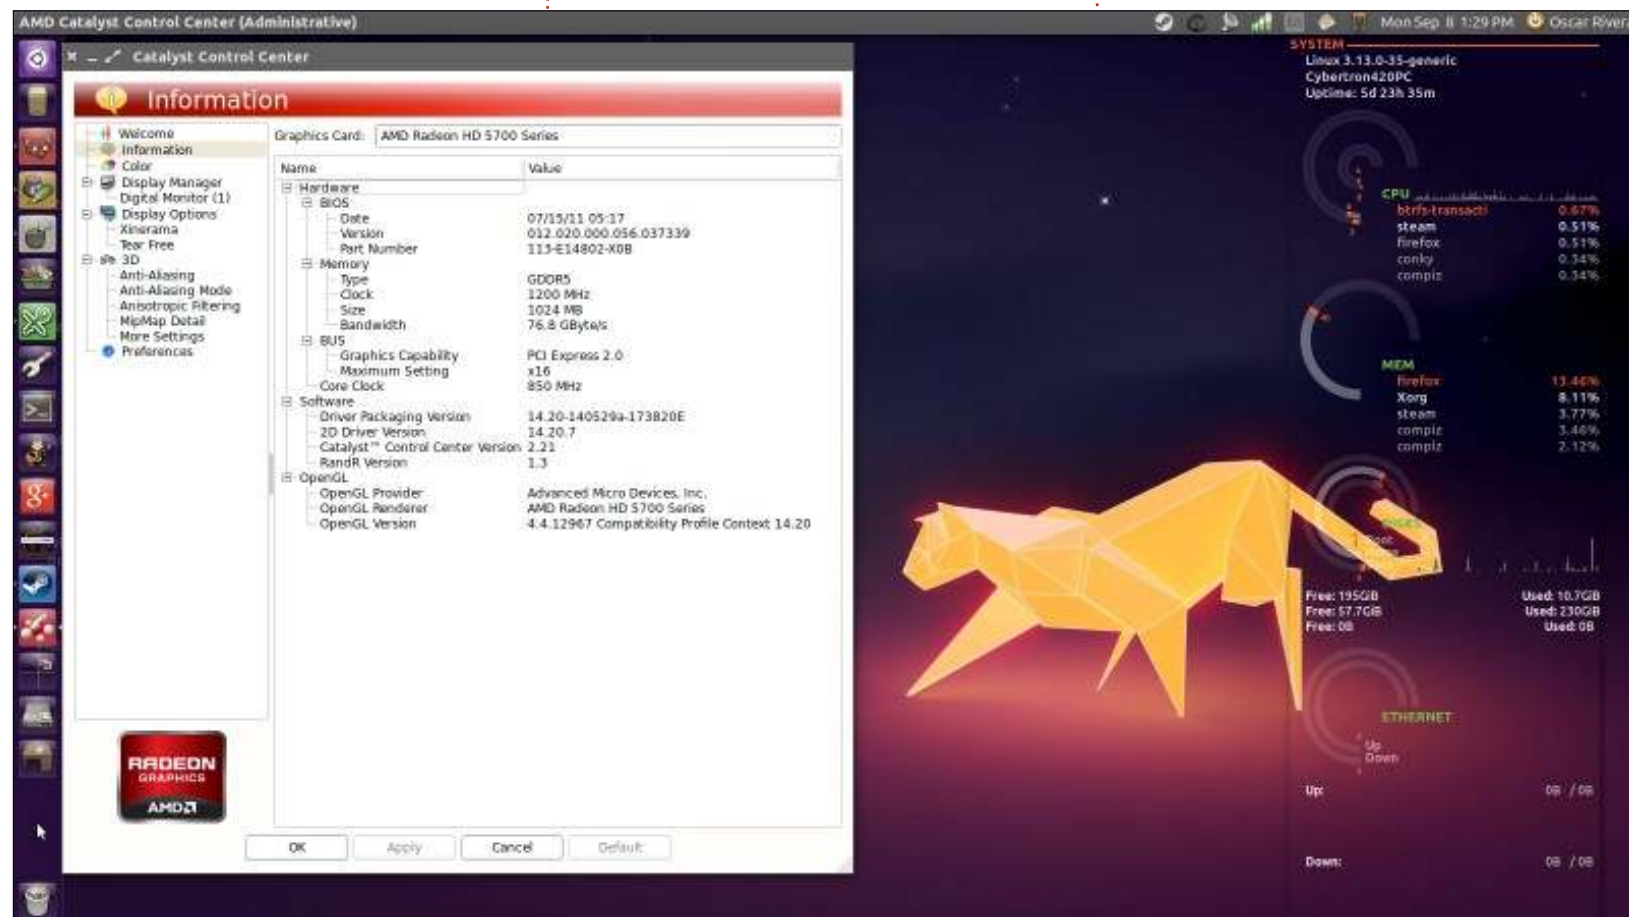 AMD Catalyst Control Center (Administrative)
Mon Sep 8 1:29 PM Oscar Rivera
Catalyst Control Center
Information
Welcome
Information
Color
Display Manager
Digital Monitor (1)
Display Options
Xinerama
Tear Free
3D
Anti-Aliasing
Anti-Aliasing Mode
Anisotropic Filtering
MipMap Detail
More Settings
Preferences
RADEON
GRAPHICS
AMD
Graphics Card: AMD Radeon HD 5700 Series
Name Value
Hardware
BIOS
Date 07/15/11 05:17
Version 012.020.000.056.037339
Part Number 113-E14802-X0B
Memory
Type GDDR5
Clock 1200 MHz
Size 1024 MB
Bandwidth 76.8 GByte/s
BUS
Graphics Capability PCI Express 2.0
Maximum Setting x16
Core Clock 850 MHz
Software
Driver Packaging Version 14.20-140529a-173820E
2D Driver Version 14.20.7
Catalyst™ Control Center Version 2.21
RandR Version 1.3
OpenGL
OpenGL Provider Advanced Micro Devices, Inc.
OpenGL Renderer AMD Radeon HD 5700 Series
OpenGL Version 4.4.12967 Compatibility Profile Context 14.20
OK Apply Cancel Default
SYSTEM
Linux 3.13.0-35-generic
Cybertron420PC
Uptime: 5d 23h 35m
CPU
btrfs-transacti 0.67%
steam 0.51%
firefox 0.51%
conky 0.34%
compiz 0.34%
MEM
firefox 13.46%
Xorg 8.11%
steam 3.77%
compiz 3.46%
compiz 2.12%
Free: 195GiB Used: 10.7GiB
Free: 57.7GiB Used: 230GiB
Free: 0B Used: 0B
ETHERNET
Up
Down
Up: 0B / 0B
Down: 0B / 0B